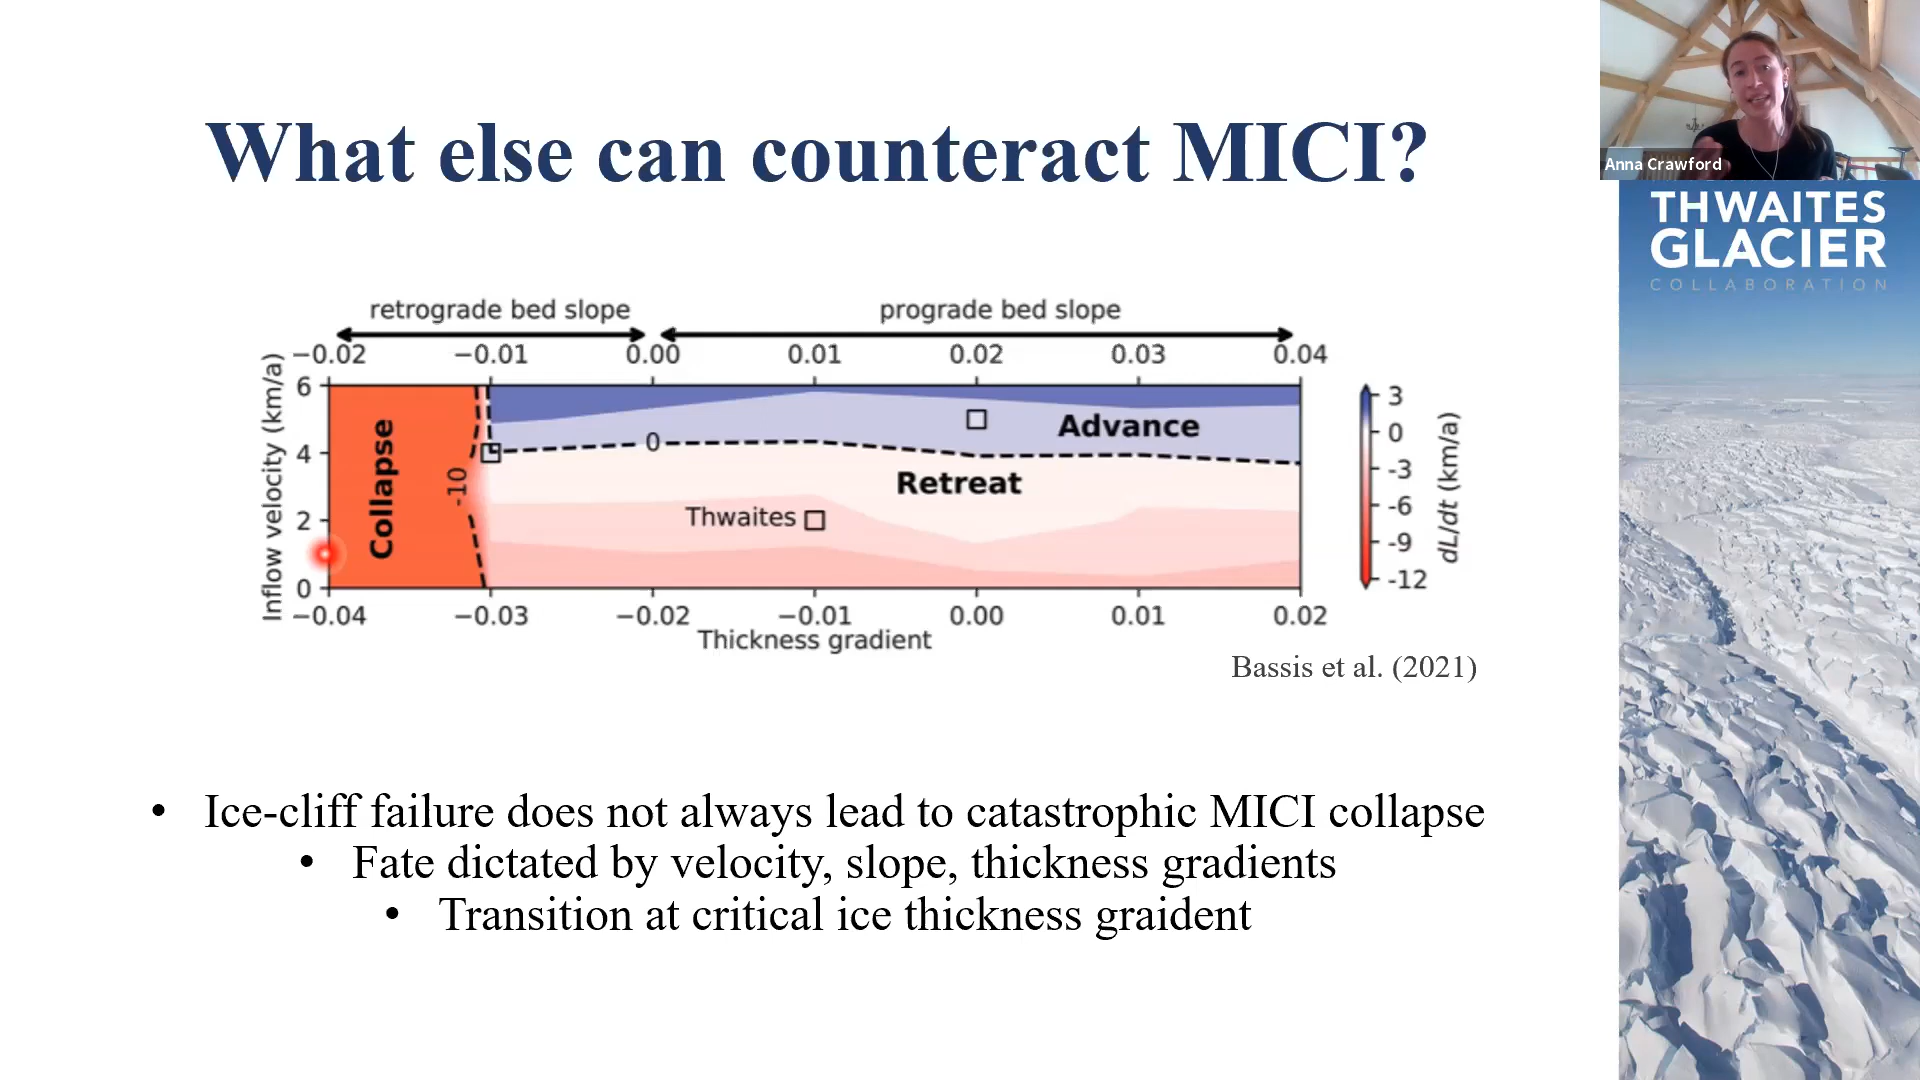 What else can counteract MICI?
Anna Crawford
THWAITES
GLACIER
COLLABORATION
retrograde bed slope
prograde bed slope
−0.02 −0.01 0.00 0.01 0.02 0.03 0.04
Inflow velocity (km/a)
6
4
2
0
Collapse
-10
0
Advance
Retreat
Thwaites
3
0
-3
-6
-9
-12
dL/dt (km/a)
−0.04 −0.03 −0.02 −0.01 0.00 0.01 0.02
Thickness gradient
Bassis et al. (2021)
• Ice-cliff failure does not always lead to catastrophic MICI collapse
• Fate dictated by velocity, slope, thickness gradients
• Transition at critical ice thickness graident